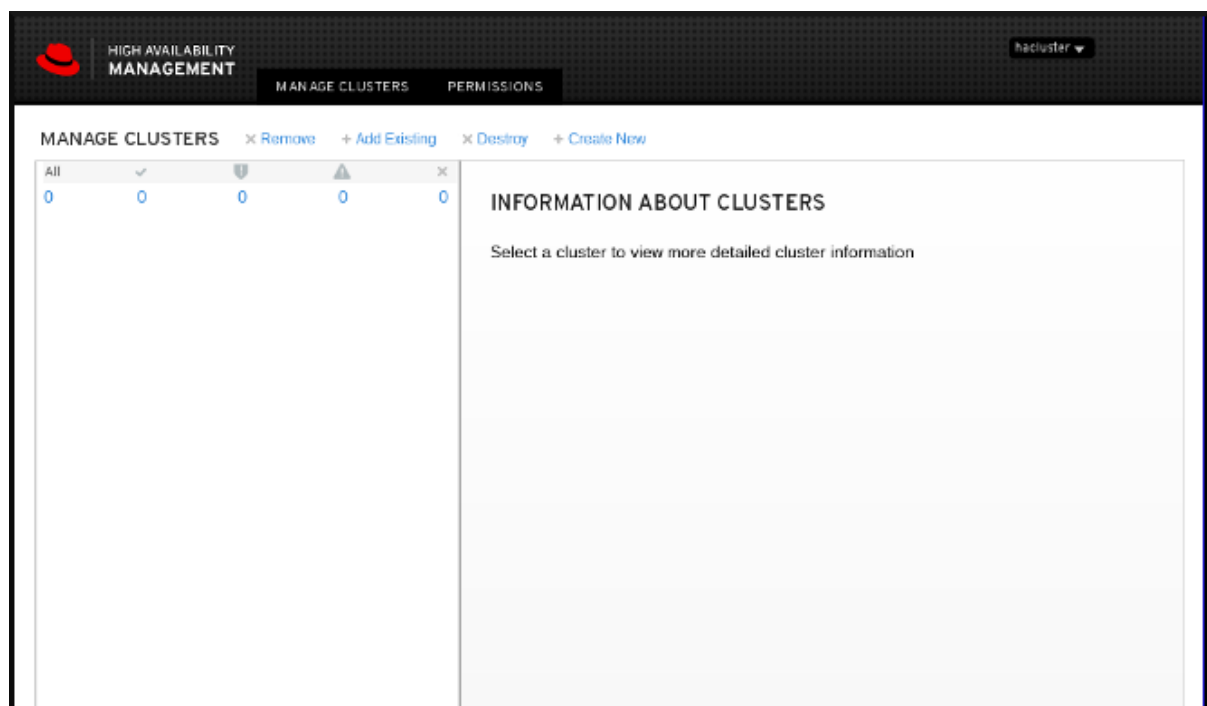 HIGH AVAILABILITY
MANAGEMENT
hacluster
MANAGE CLUSTERS PERMISSIONS
MANAGE CLUSTERS Remove + Add Existing Destroy + Create New
All
0 0 0 0 0
INFORMATION ABOUT CLUSTERS
Select a cluster to view more detailed cluster information